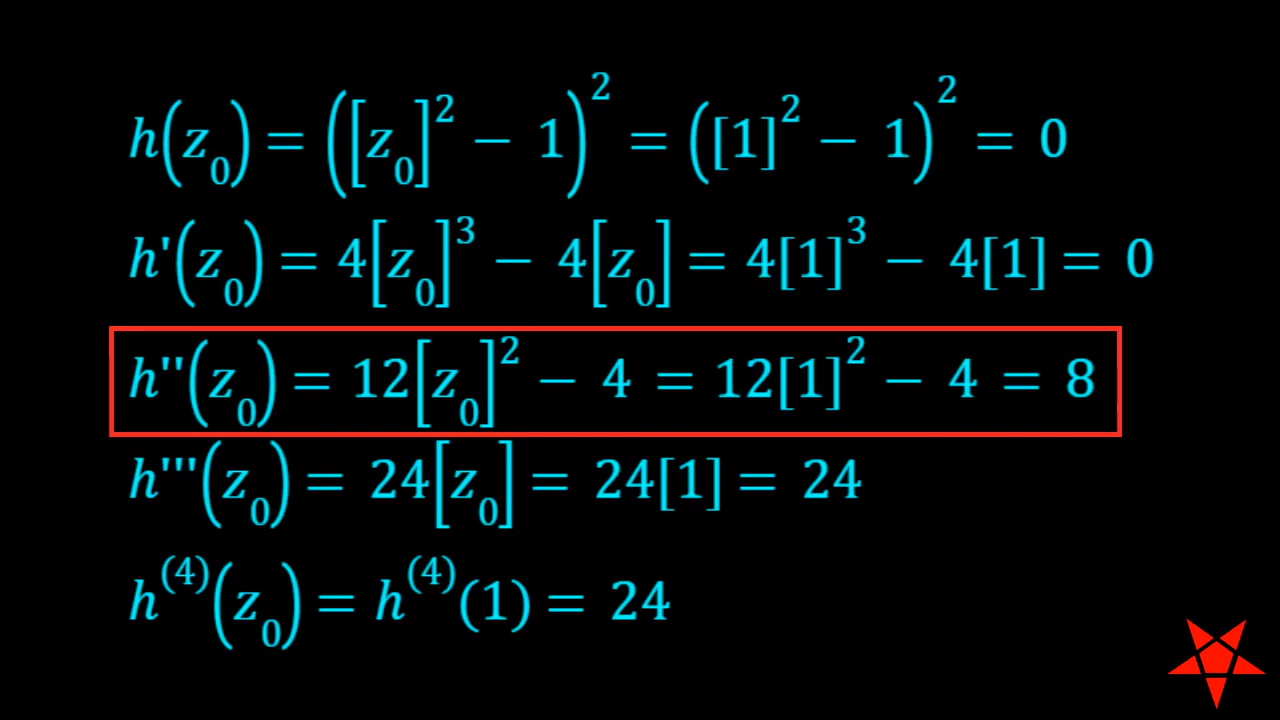 h(z₀) = ([z₀]² − 1)² = ([1]² − 1)² = 0
h'(z₀) = 4[z₀]³ − 4[z₀] = 4[1]³ − 4[1] = 0
h''(z₀) = 12[z₀]² − 4 = 12[1]² − 4 = 8
h'''(z₀) = 24[z₀] = 24[1] = 24
h⁽⁴⁾(z₀) = h⁽⁴⁾(1) = 24